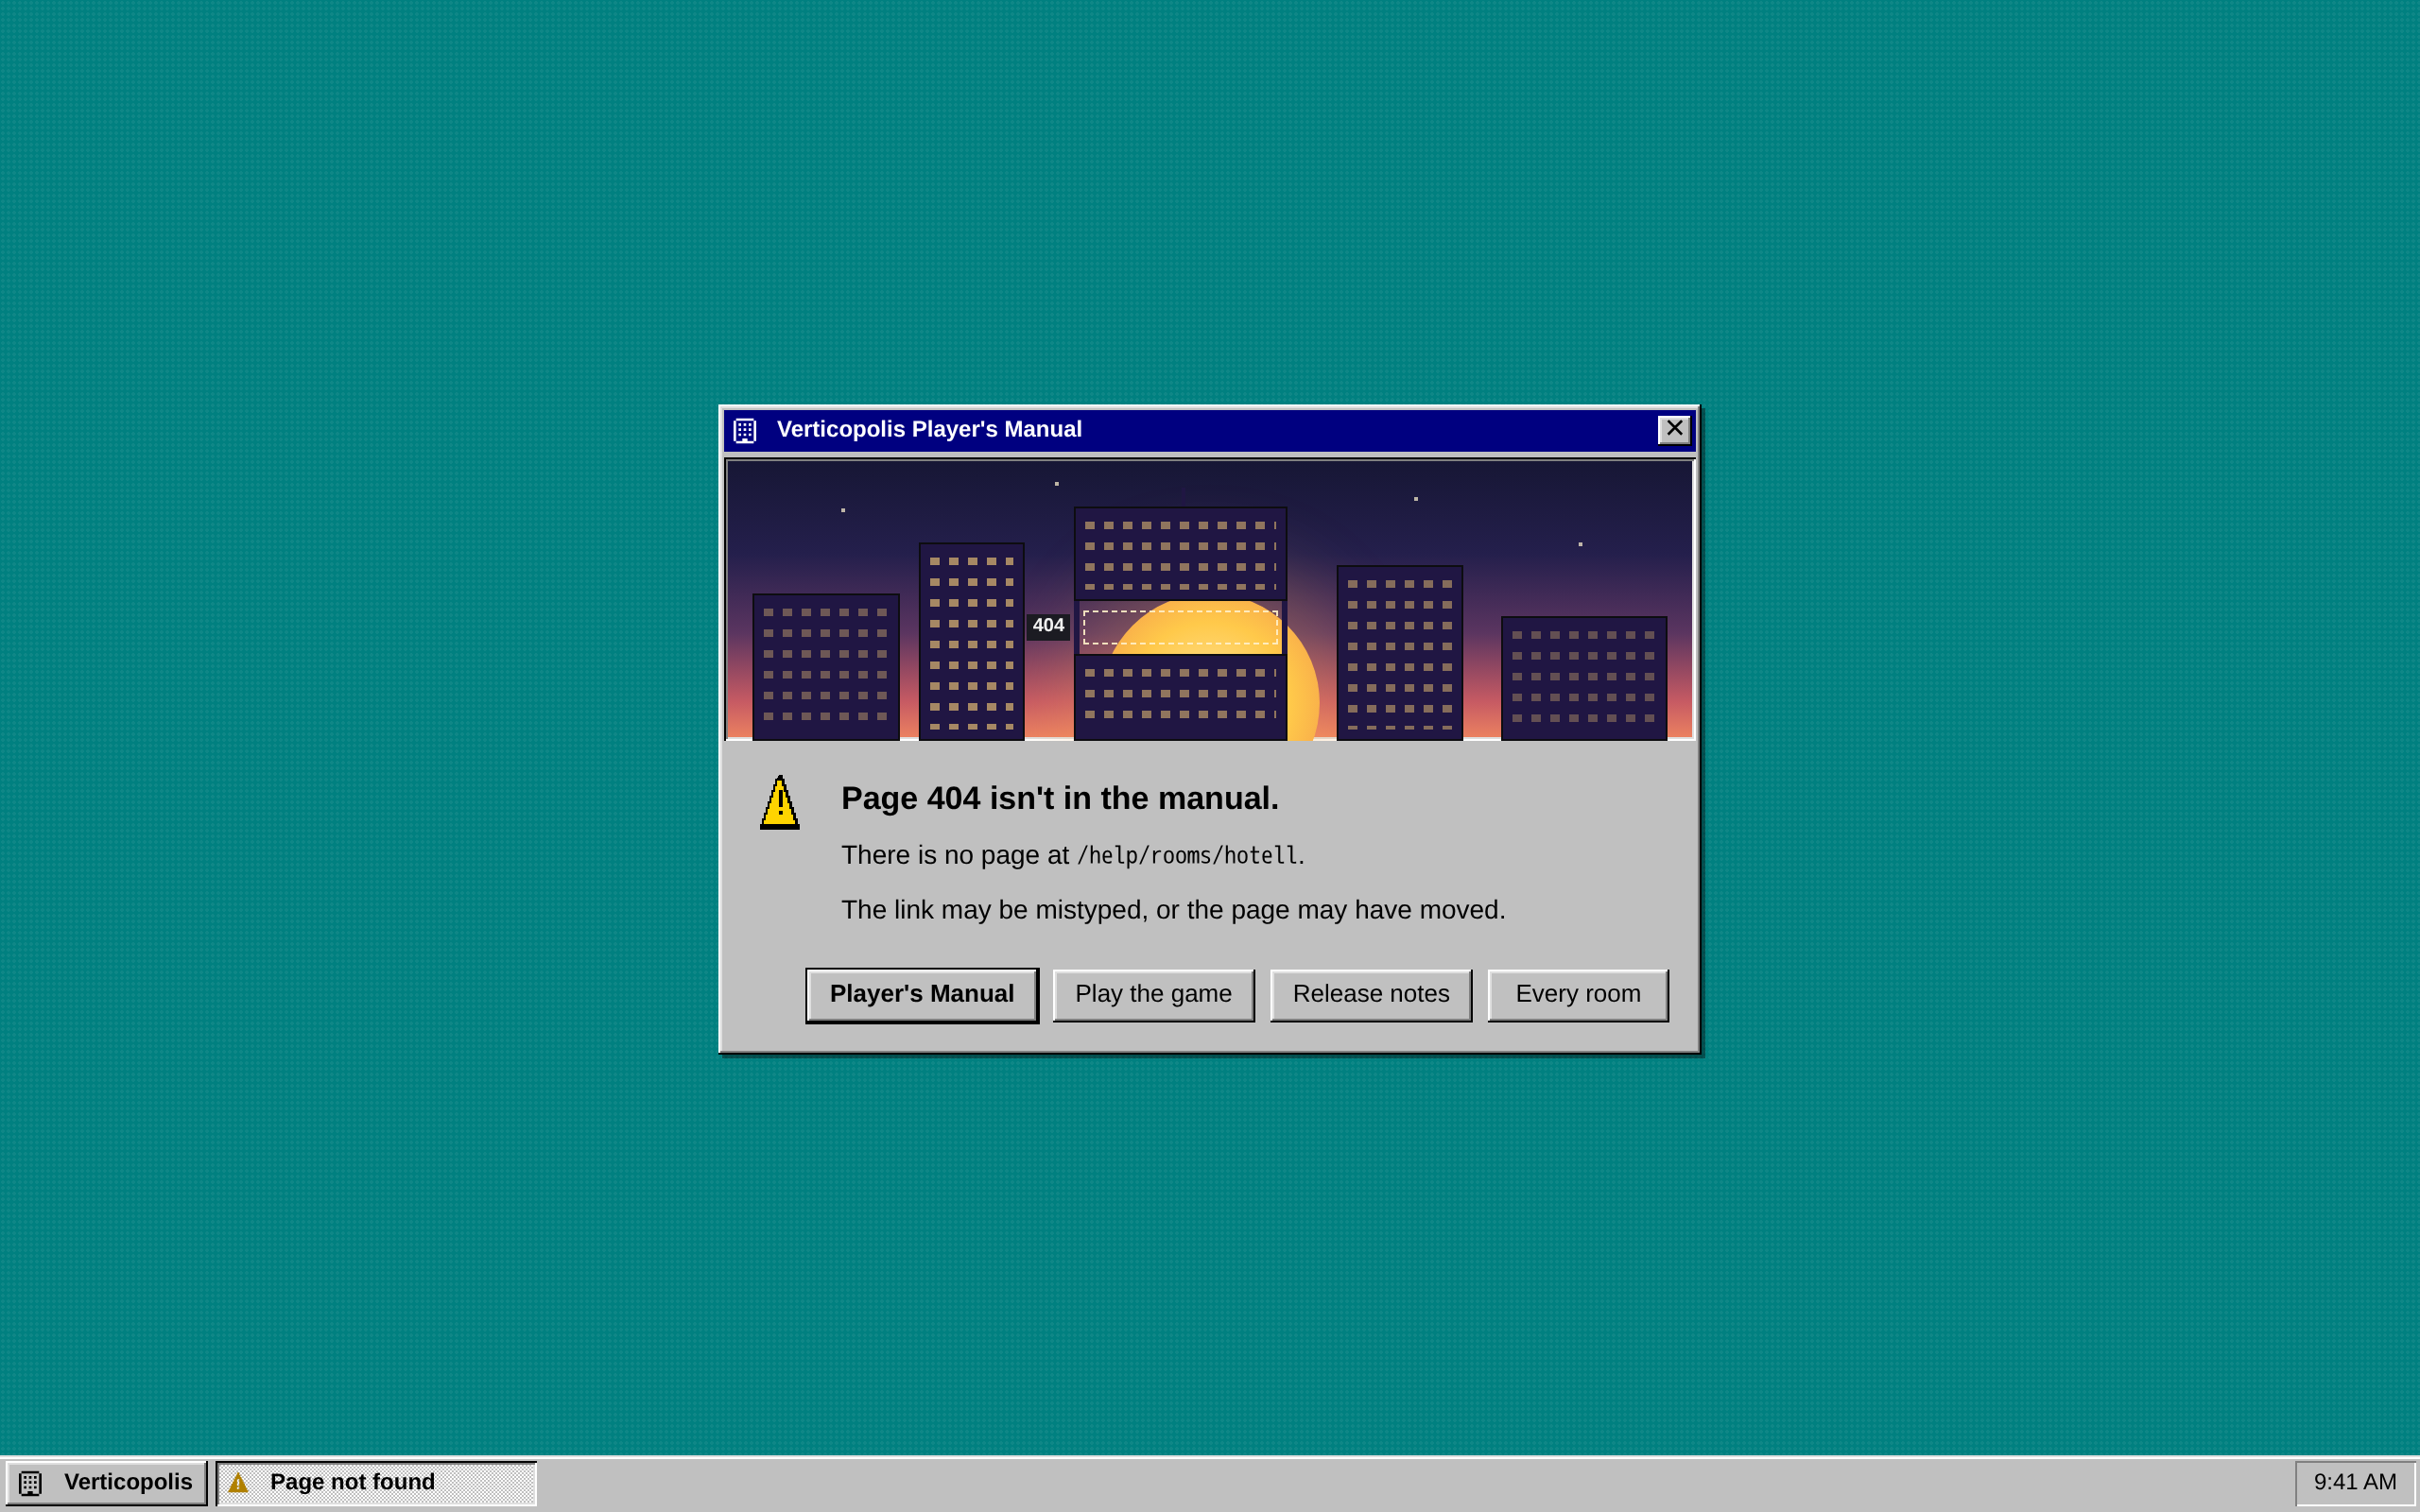 Verticopolis Player's Manual
404
Page 404 isn't in the manual.
There is no page at /help/rooms/hotell.
The link may be mistyped, or the page may have moved.
Player's Manual
Play the game
Release notes
Every room
Verticopolis
Page not found
9:41 AM